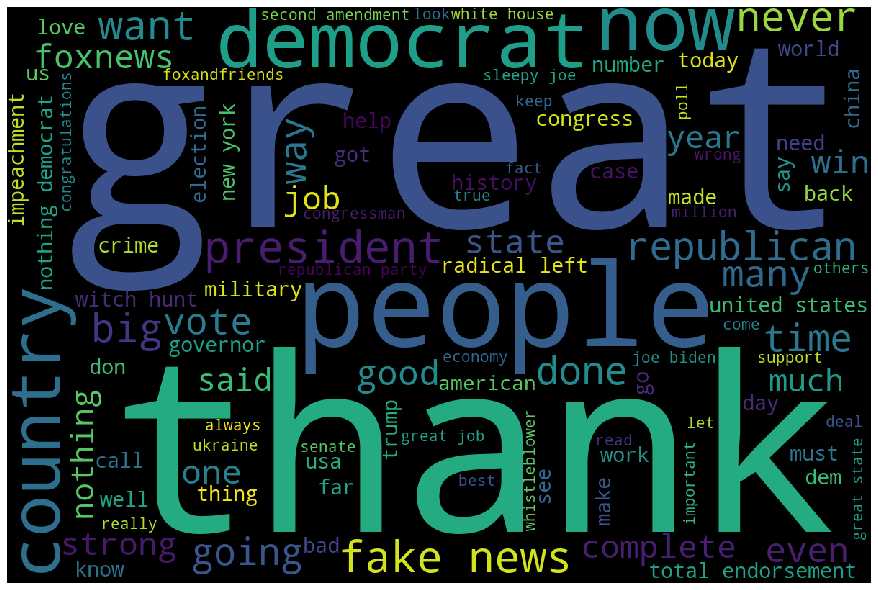 second amendment
look
white house
love
want
democrat
now
never
foxnews
us
foxandfriends
sleepy joe
number
today
world
impeachment
congratulations
nothing democrat
election
new york
way
help
got
great
keep
congress
poll
year
wrong
need
china
say
win
job
history
fact
true
case
made
back
congressman
million
crime
president
state
republican
republican party
radical left
many
others
witch hunt
military
people
united states
country
big
vote
governor
come
time
don
said
good
economy
american
done
joe biden
go
support
much
thank
day
nothing
one
always
ukraine
senate
usa
trump
great job
whistleblower
see
read
work
let
deal
call
must
well
thing
far
best
make
important
dem
great state
really
strong
going
bad
fake news
complete
even
know
total endorsement